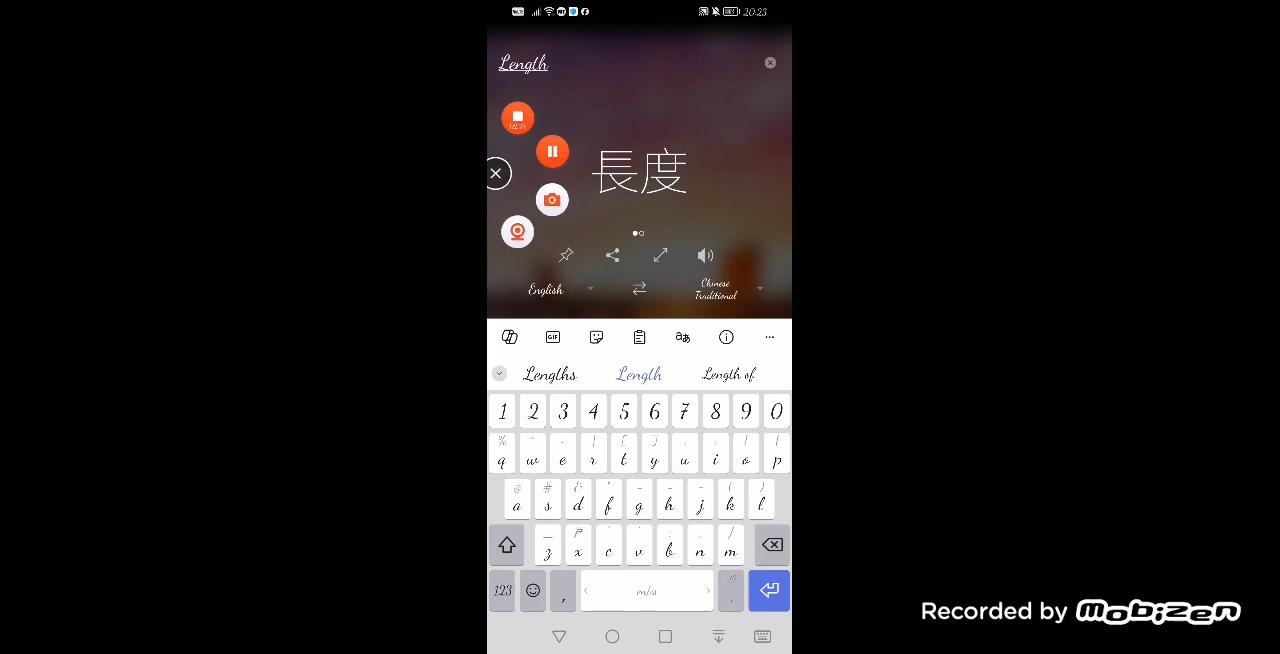 20:23
Length
長度
English
Chinese
Traditional
GIF
Lengths
Length
Length of
1 2 3 4 5 6 7 8 9 0
q w e r t y u i o p
a s d f g h j k l
z x c v b n m
123 , .
Recorded by mobizen